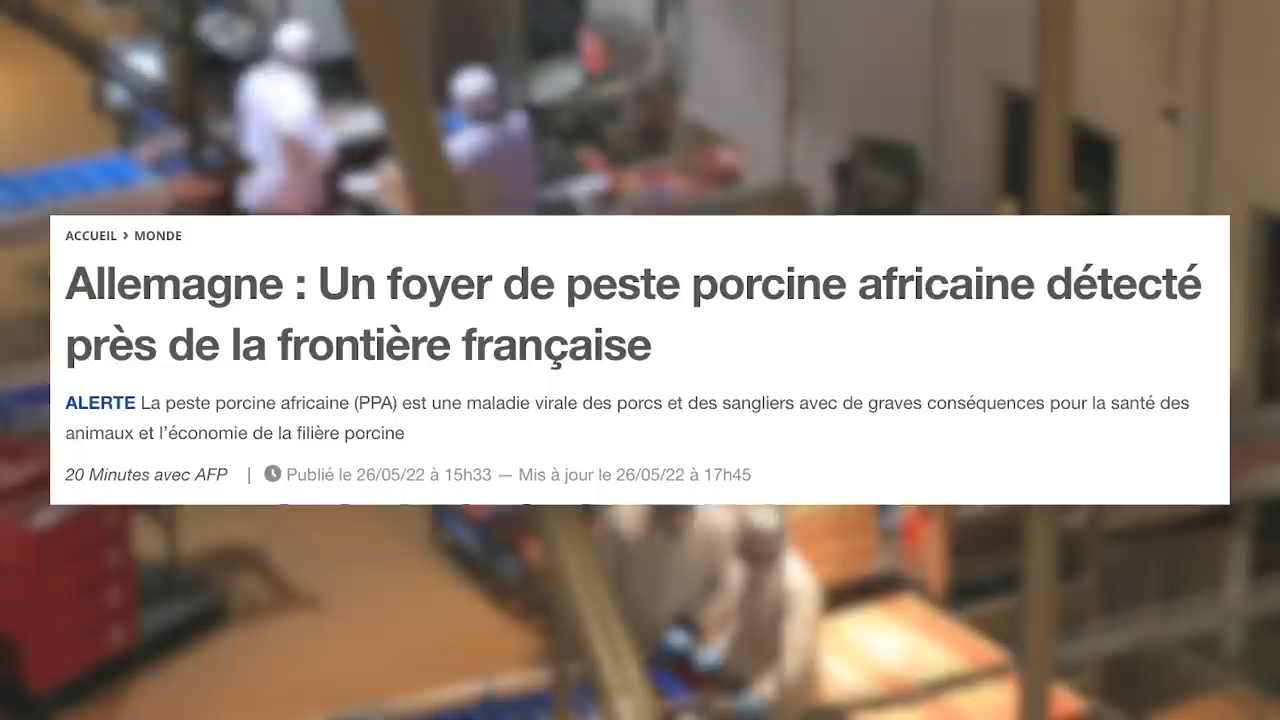 ACCUEIL › MONDE
Allemagne : Un foyer de peste porcine africaine détecté
près de la frontière française
ALERTE La peste porcine africaine (PPA) est une maladie virale des porcs et des sangliers avec de graves conséquences pour la santé des
animaux et l’économie de la filière porcine
20 Minutes avec AFP | Publié le 26/05/22 à 15h33 — Mis à jour le 26/05/22 à 17h45